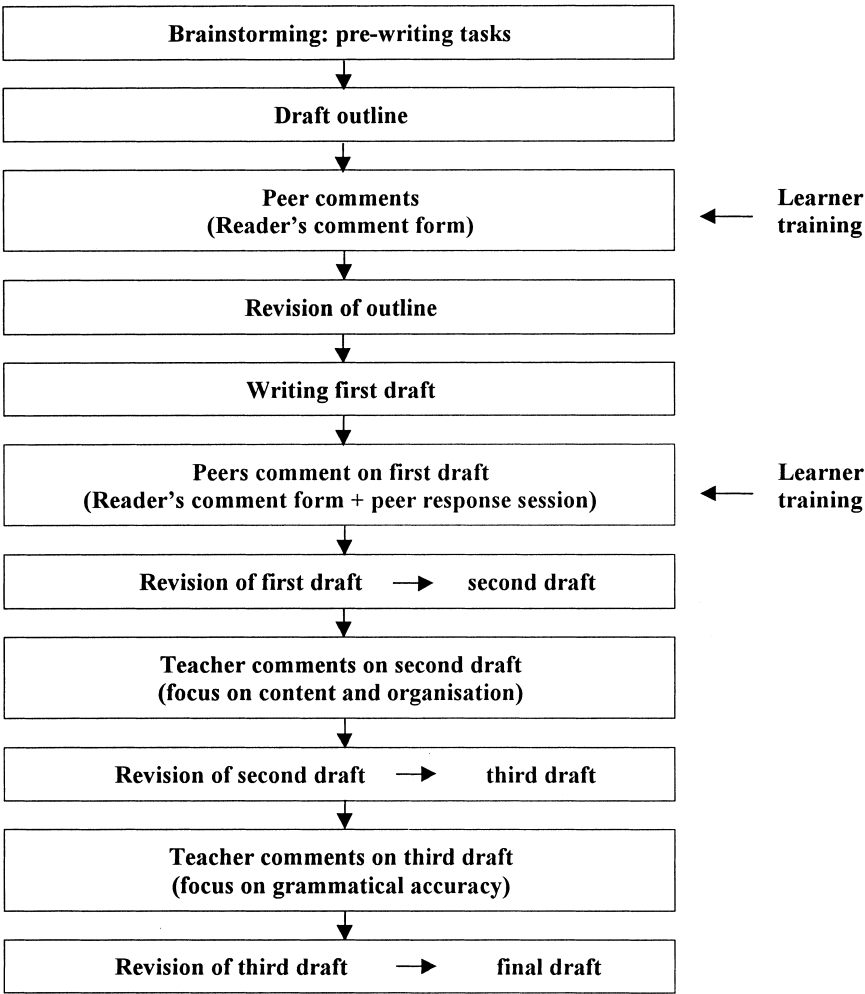 Brainstorming: pre-writing tasks
Draft outline
Peer comments
(Reader's comment form)
Learner
training
Revision of outline
Writing first draft
Peers comment on first draft
(Reader's comment form + peer response session)
Learner
training
Revision of first draft → second draft
Teacher comments on second draft
(focus on content and organisation)
Revision of second draft → third draft
Teacher comments on third draft
(focus on grammatical accuracy)
Revision of third draft → final draft